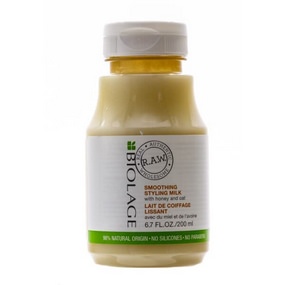 BIOLAGE
R.A.W.
SMOOTHING
STYLING MILK
with honey and oat
LAIT DE COIFFAGE
LISSANT
avec du miel et de l'avoine
6.7 FL.OZ./200 ml
NATURAL ORIGIN • NO SILICONES • NO PARABENS